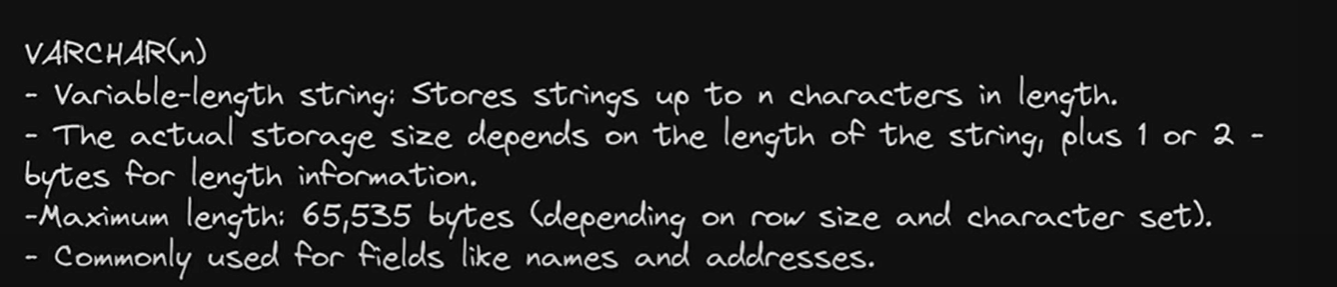 VARCHAR(n)
- Variable-length string: Stores strings up to n characters in length.
- The actual storage size depends on the length of the string, plus 1 or 2 -
bytes for length information.
-Maximum length: 65,535 bytes (depending on row size and character set).
- Commonly used for fields like names and addresses.